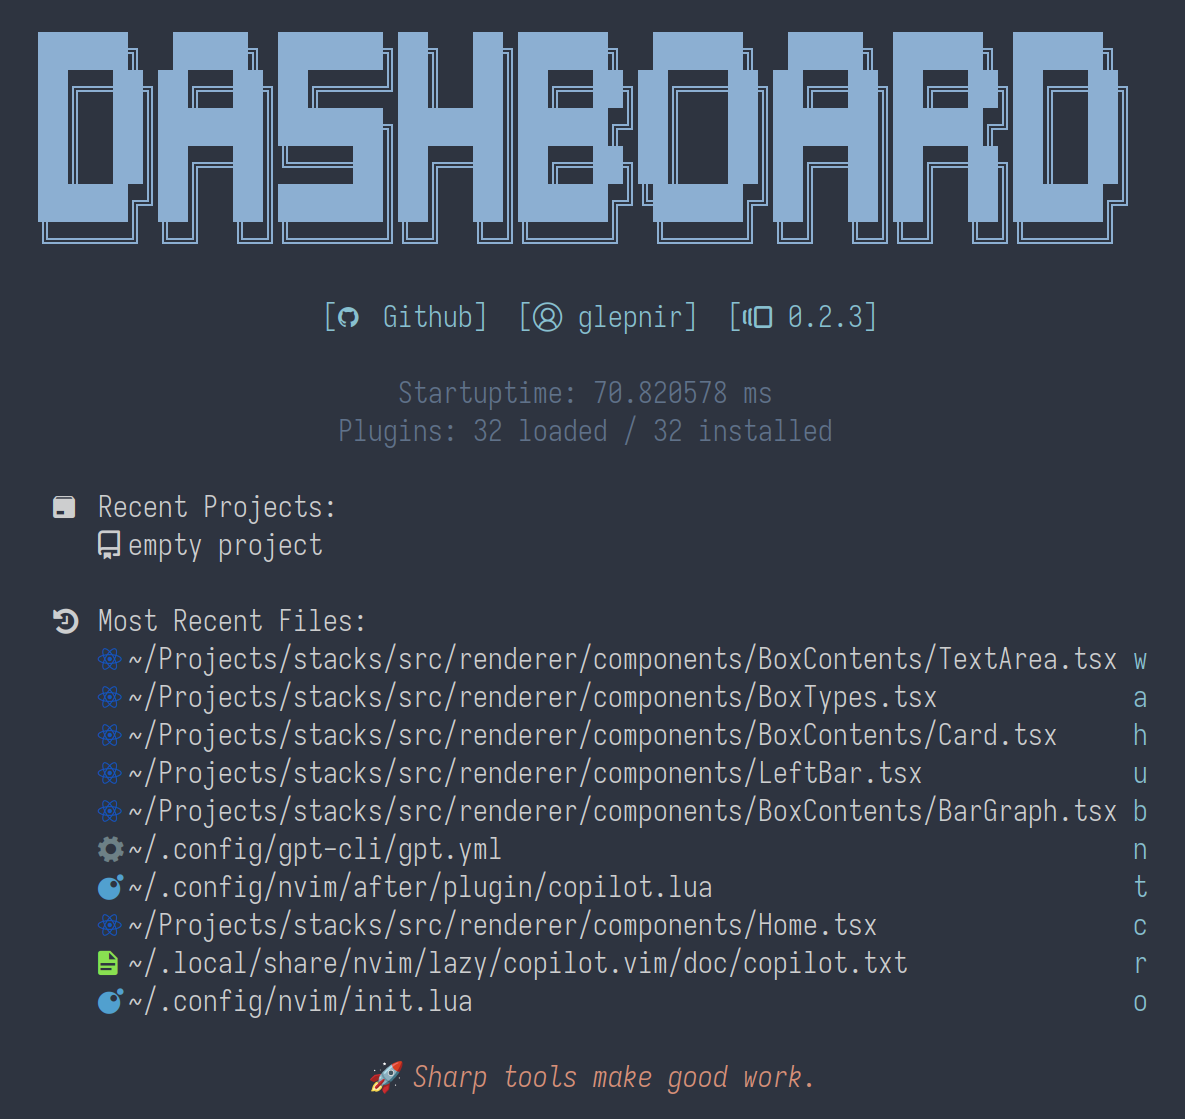 DASHBOARD
[ Github] [ glepnir] [ 0.2.3]
Startuptime: 70.820578 ms
Plugins: 32 loaded / 32 installed
Recent Projects:
empty project
Most Recent Files:
~/Projects/stacks/src/renderer/components/BoxContents/TextArea.tsx w
~/Projects/stacks/src/renderer/components/BoxTypes.tsx a
~/Projects/stacks/src/renderer/components/BoxContents/Card.tsx h
~/Projects/stacks/src/renderer/components/LeftBar.tsx u
~/Projects/stacks/src/renderer/components/BoxContents/BarGraph.tsx b
~/.config/gpt-cli/gpt.yml n
~/.config/nvim/after/plugin/copilot.lua t
~/Projects/stacks/src/renderer/components/Home.tsx c
~/.local/share/nvim/lazy/copilot.vim/doc/copilot.txt r
~/.config/nvim/init.lua o
🚀 Sharp tools make good work.